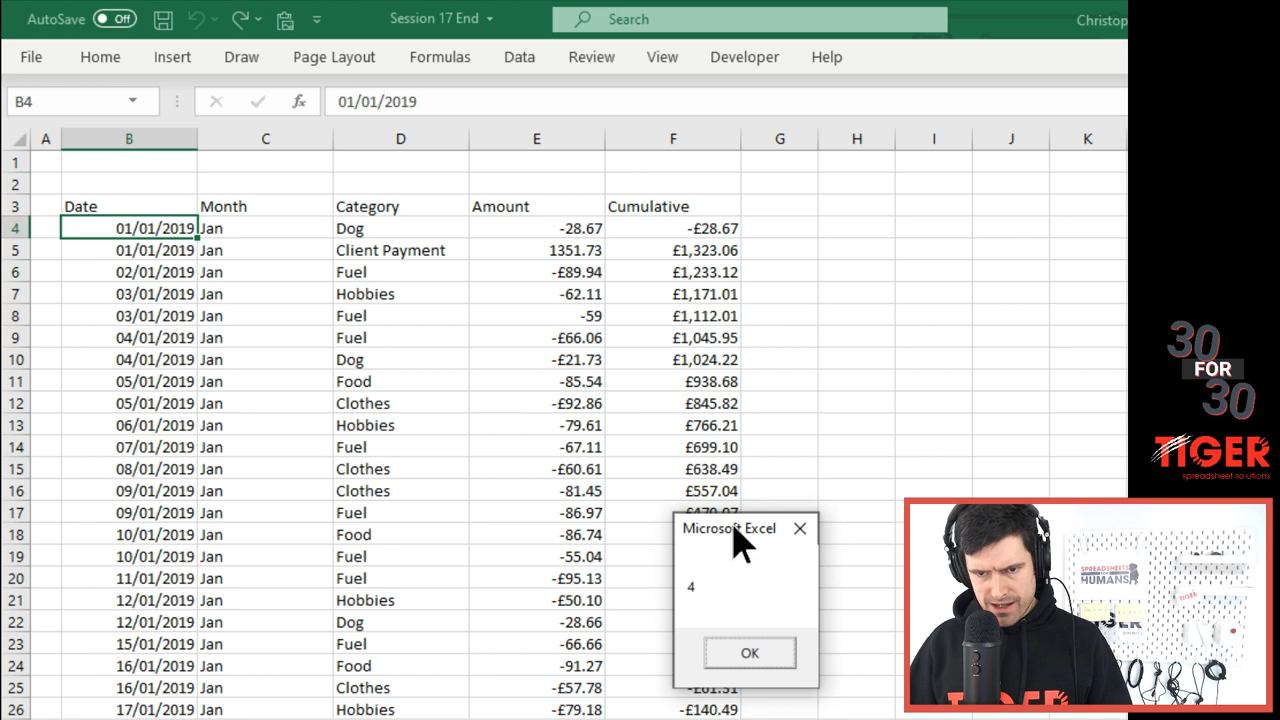 AutoSave Off Session 17 End Search Christop
File Home Insert Draw Page Layout Formulas Data Review View Developer Help
B4 fx 01/01/2019
A B C D E F G H I J K
1
2
3 Date Month Category Amount Cumulative
4 01/01/2019 Jan Dog -28.67 -£28.67
5 01/01/2019 Jan Client Payment 1351.73 £1,323.06
6 02/01/2019 Jan Fuel -£89.94 £1,233.12
7 03/01/2019 Jan Hobbies -62.11 £1,171.01
8 03/01/2019 Jan Fuel -59 £1,112.01
9 04/01/2019 Jan Fuel -£66.06 £1,045.95
10 04/01/2019 Jan Dog -£21.73 £1,024.22
11 05/01/2019 Jan Food -85.54 £938.68
12 05/01/2019 Jan Clothes -£92.86 £845.82
13 06/01/2019 Jan Hobbies -79.61 £766.21
14 07/01/2019 Jan Fuel -67.11 £699.10
15 08/01/2019 Jan Clothes -£60.61 £638.49
16 09/01/2019 Jan Clothes -81.45 £557.04
17 09/01/2019 Jan Fuel -86.97
18 10/01/2019 Jan Food -86.74
19 10/01/2019 Jan Fuel -55.04
20 11/01/2019 Jan Fuel -£95.13
21 12/01/2019 Jan Hobbies -£50.10
22 12/01/2019 Jan Dog -28.66
23 15/01/2019 Jan Fuel -66.66
24 16/01/2019 Jan Food -91.27
25 16/01/2019 Jan Clothes -£57.78
26 17/01/2019 Jan Hobbies -£79.18 -£140.49
Microsoft Excel
4
OK
30
FOR
30
TIGER
spreadsheet solutions
SPREADSHEETS
FOR
HUMANS
TIGER
TIGER
TIGER